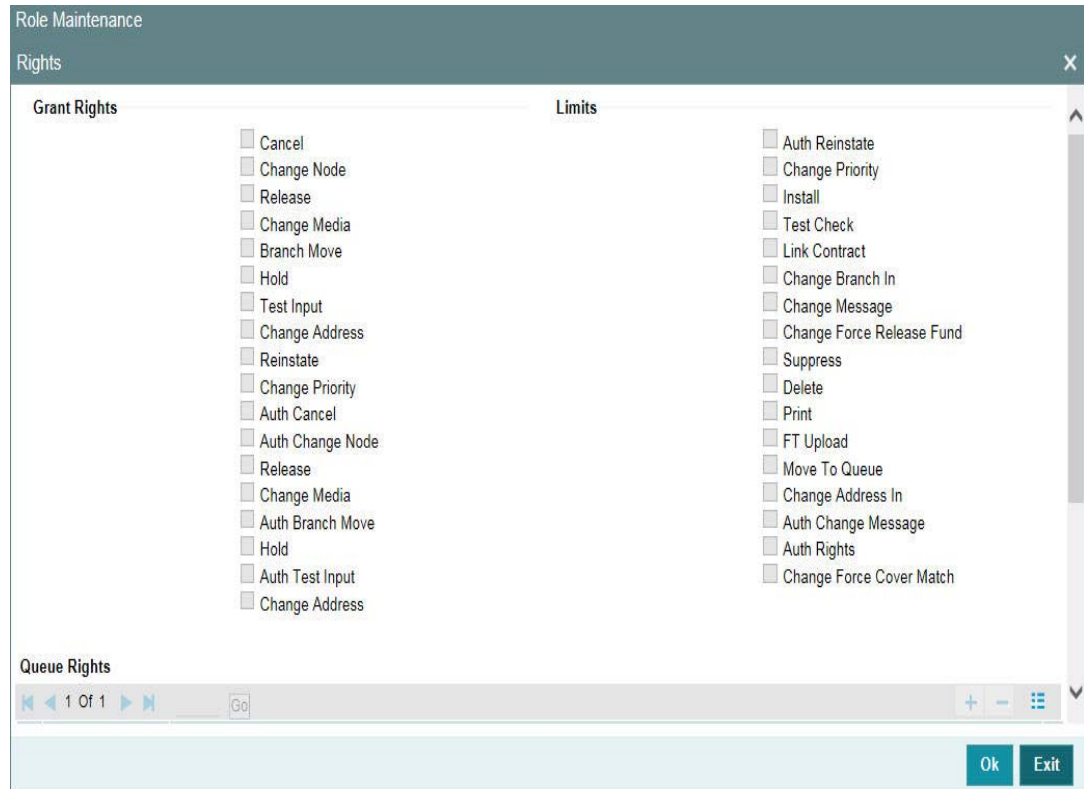 Role Maintenance
Rights
X
Grant Rights
Cancel
Change Node
Release
Change Media
Branch Move
Hold
Test Input
Change Address
Reinstate
Change Priority
Auth Cancel
Auth Change Node
Release
Change Media
Auth Branch Move
Hold
Auth Test Input
Change Address
Limits
Auth Reinstate
Change Priority
Install
Test Check
Link Contract
Change Branch In
Change Message
Change Force Release Fund
Suppress
Delete
Print
FT Upload
Move To Queue
Change Address In
Auth Change Message
Auth Rights
Change Force Cover Match
Queue Rights
1 Of 1
Go
Ok
Exit